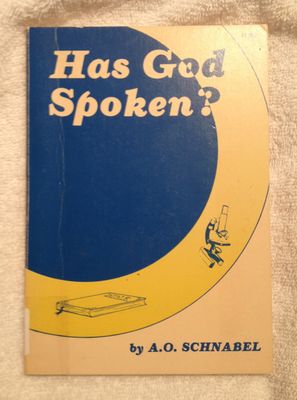 Has God
Spoken?
by A.O. SCHNABEL